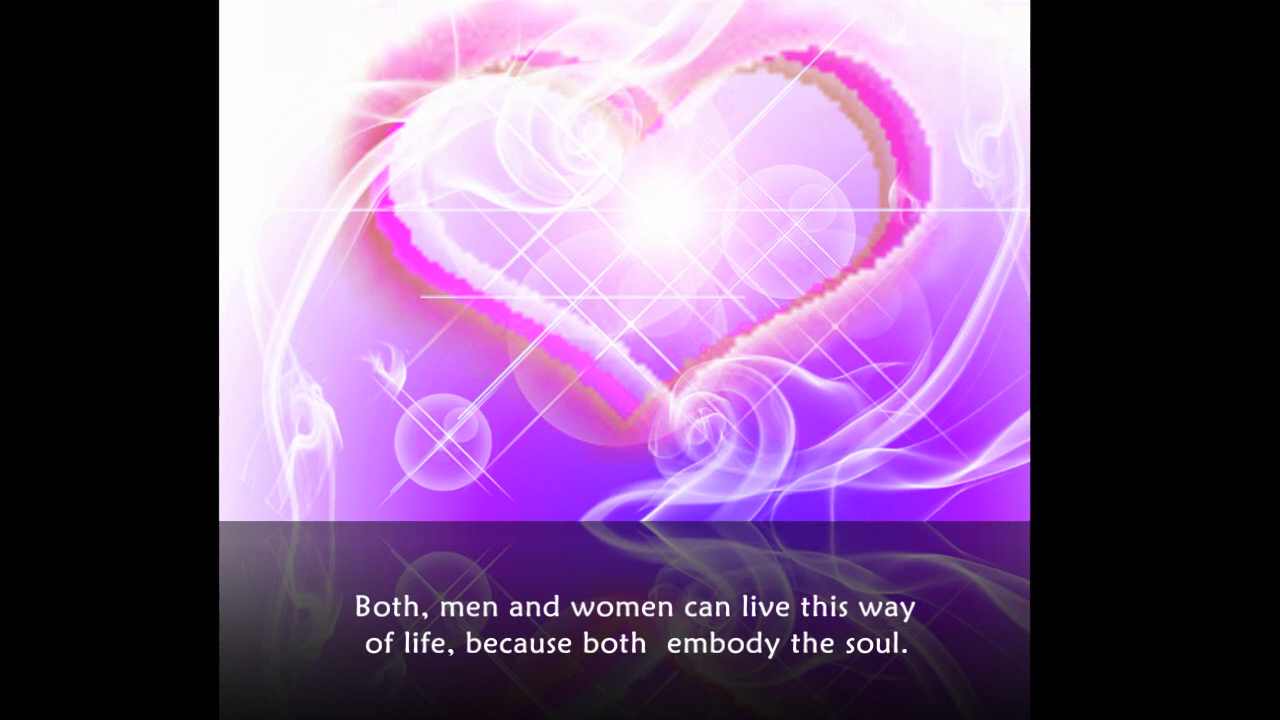 Both, men and women can live this way
of life, because both  embody the soul.